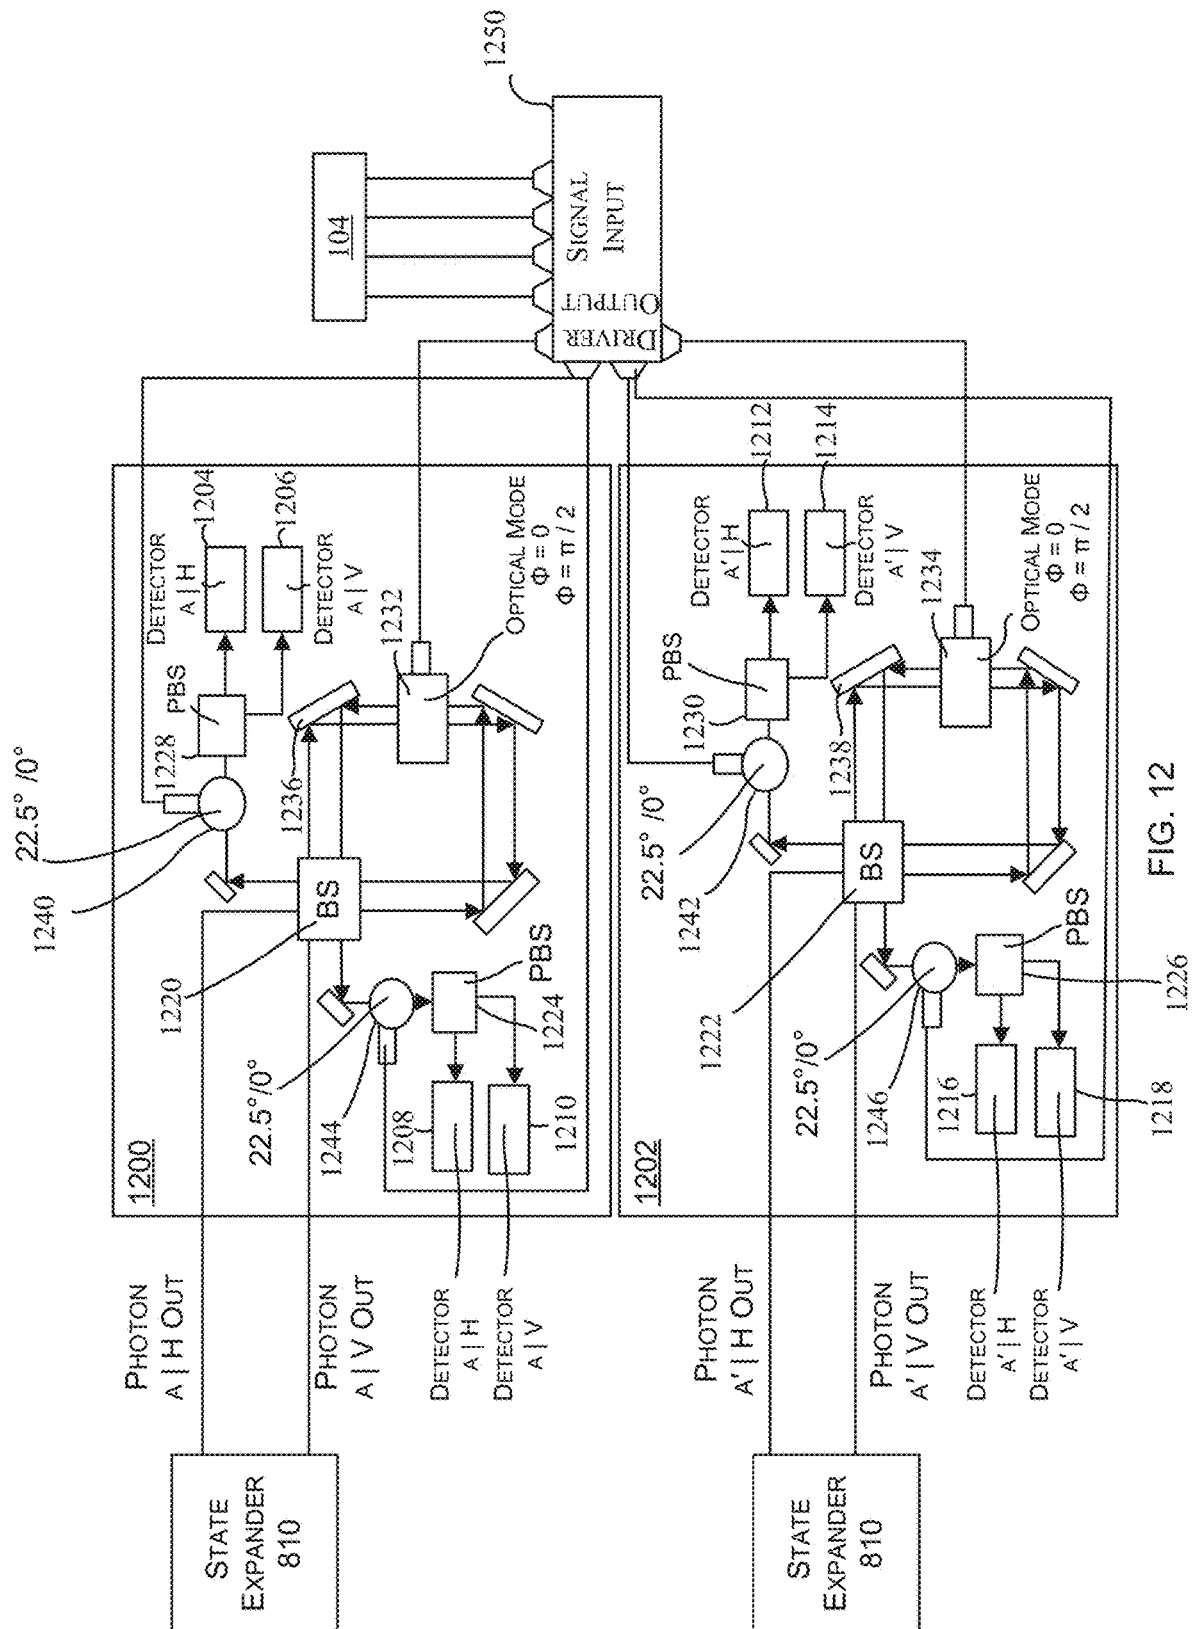 1250
104
SIGNAL
INPUT
DRIVER
OUTPUT
1200
22.5° /0°
1240
1228
PBS
DETECTOR
A | H
1204
1206
DETECTOR
A | V
1236
1232
OPTICAL MODE
Φ = 0
Φ = π / 2
BS
1220
22.5°/0°
1244
PBS
1224
1208
1210
PHOTON
A | H OUT
PHOTON
A | V OUT
DETECTOR
A | H
DETECTOR
A | V
STATE
EXPANDER
810
1202
22.5° /0°
1242
1230
PBS
DETECTOR
A' | H
1212
1214
DETECTOR
A' | V
1238
1234
OPTICAL MODE
Φ = 0
Φ = π / 2
BS
1222
22.5°/0°
1246
PBS
1226
1216
1218
PHOTON
A' | H OUT
PHOTON
A' | V OUT
DETECTOR
A' | H
DETECTOR
A' | V
STATE
EXPANDER
810
FIG. 12